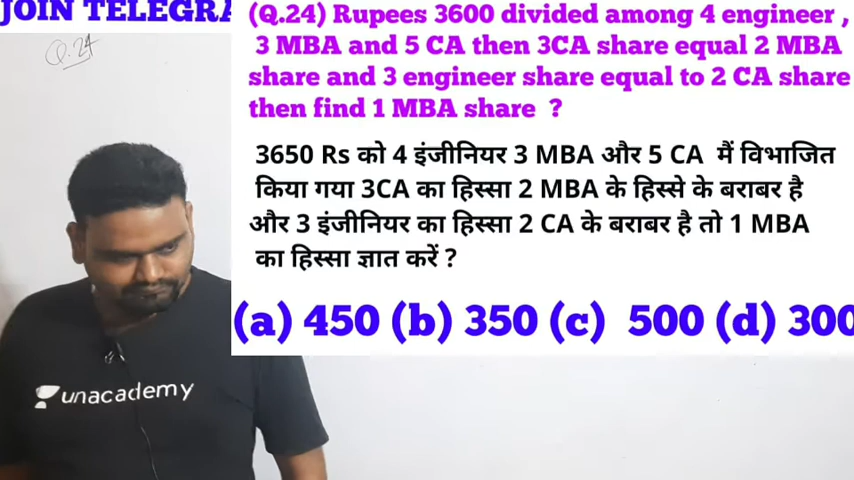 JOIN TELEGRA
Q.24
(Q.24) Rupees 3600 divided among 4 engineer ,
3 MBA and 5 CA then 3CA share equal 2 MBA
share and 3 engineer share equal to 2 CA share
then find 1 MBA share ?
3650 Rs को 4 इंजीनियर 3 MBA और 5 CA मैं विभाजित
किया गया 3CA का हिस्सा 2 MBA के हिस्से के बराबर है
और 3 इंजीनियर का हिस्सा 2 CA के बराबर है तो 1 MBA
का हिस्सा ज्ञात करें ?
(a) 450 (b) 350 (c) 500 (d) 300
unacademy